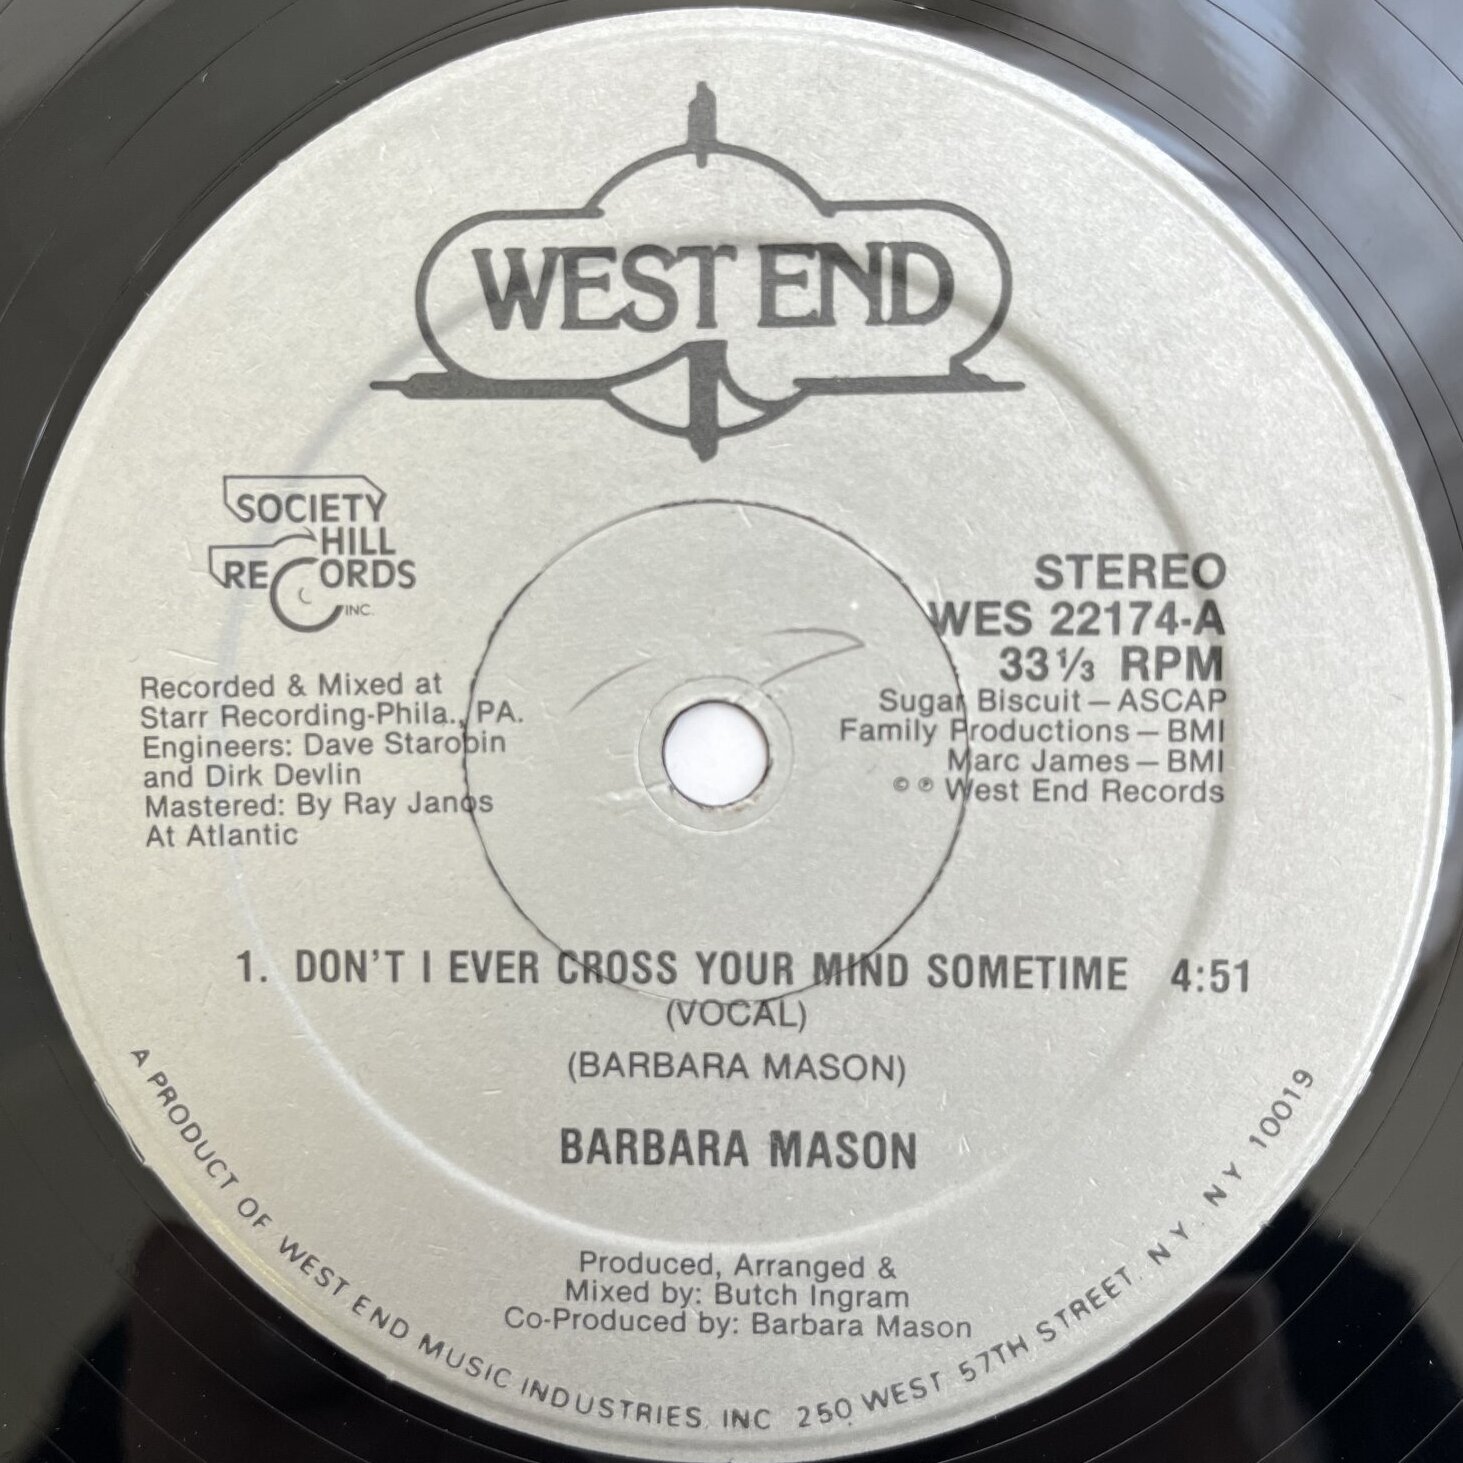 WEST END
SOCIETY
HILL
RECORDS
INC.
STEREO
WES 22174-A
33⅓ RPM
Sugar Biscuit — ASCAP
Family Productions — BMI
Marc James — BMI
© ℗ West End Records
Recorded & Mixed at
Starr Recording-Phila., PA.
Engineers: Dave Starobin
and Dirk Devlin
Mastered: By Ray Janos
At Atlantic
1. DON'T I EVER CROSS YOUR MIND SOMETIME 4:51
(VOCAL)
(BARBARA MASON)
BARBARA MASON
Produced, Arranged &
Mixed by: Butch Ingram
Co-Produced by: Barbara Mason
A PRODUCT OF WEST END MUSIC INDUSTRIES, INC 250 WEST 57TH STREET, N.Y. N.Y 10019